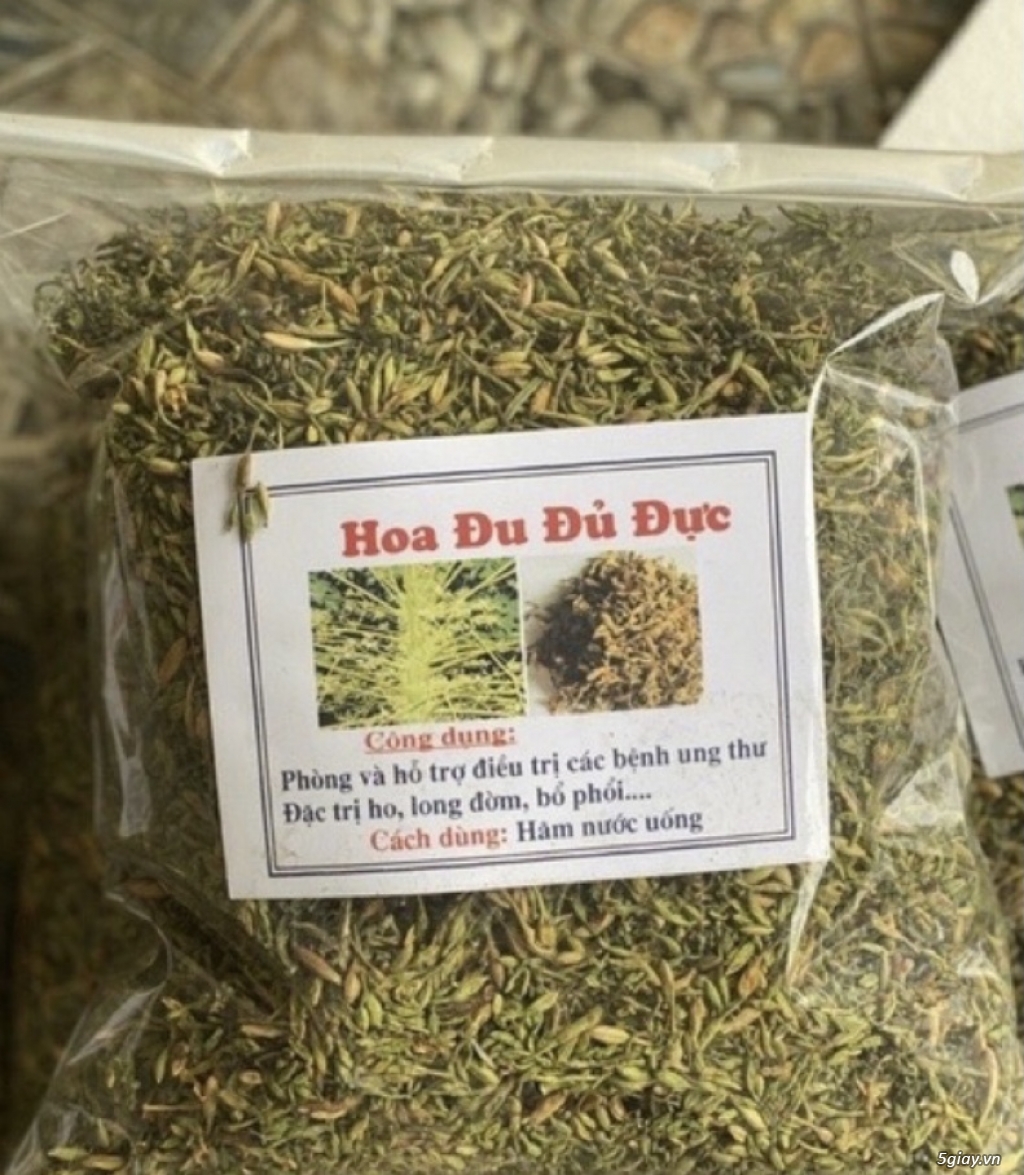 Hoa Đu Đủ Đực
Công dụng:
Phòng và hỗ trợ điều trị các bệnh ung thư
Đặc trị ho, long đờm, bổ phổi....
Cách dùng: Hãm nước uống
5giay.vn